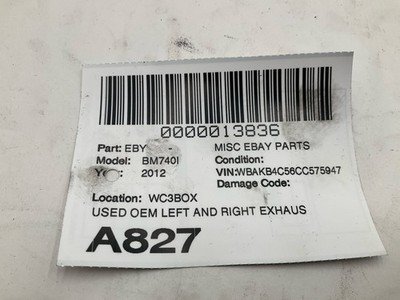 0000013836
Part: EBY - MISC EBAY PARTS
Model: BM740I Condition:
2012 VIN:WBAKB4C56CC575947
Damage Code:
Location: WC3BOX
USED OEM LEFT AND RIGHT EXHAUS
A827